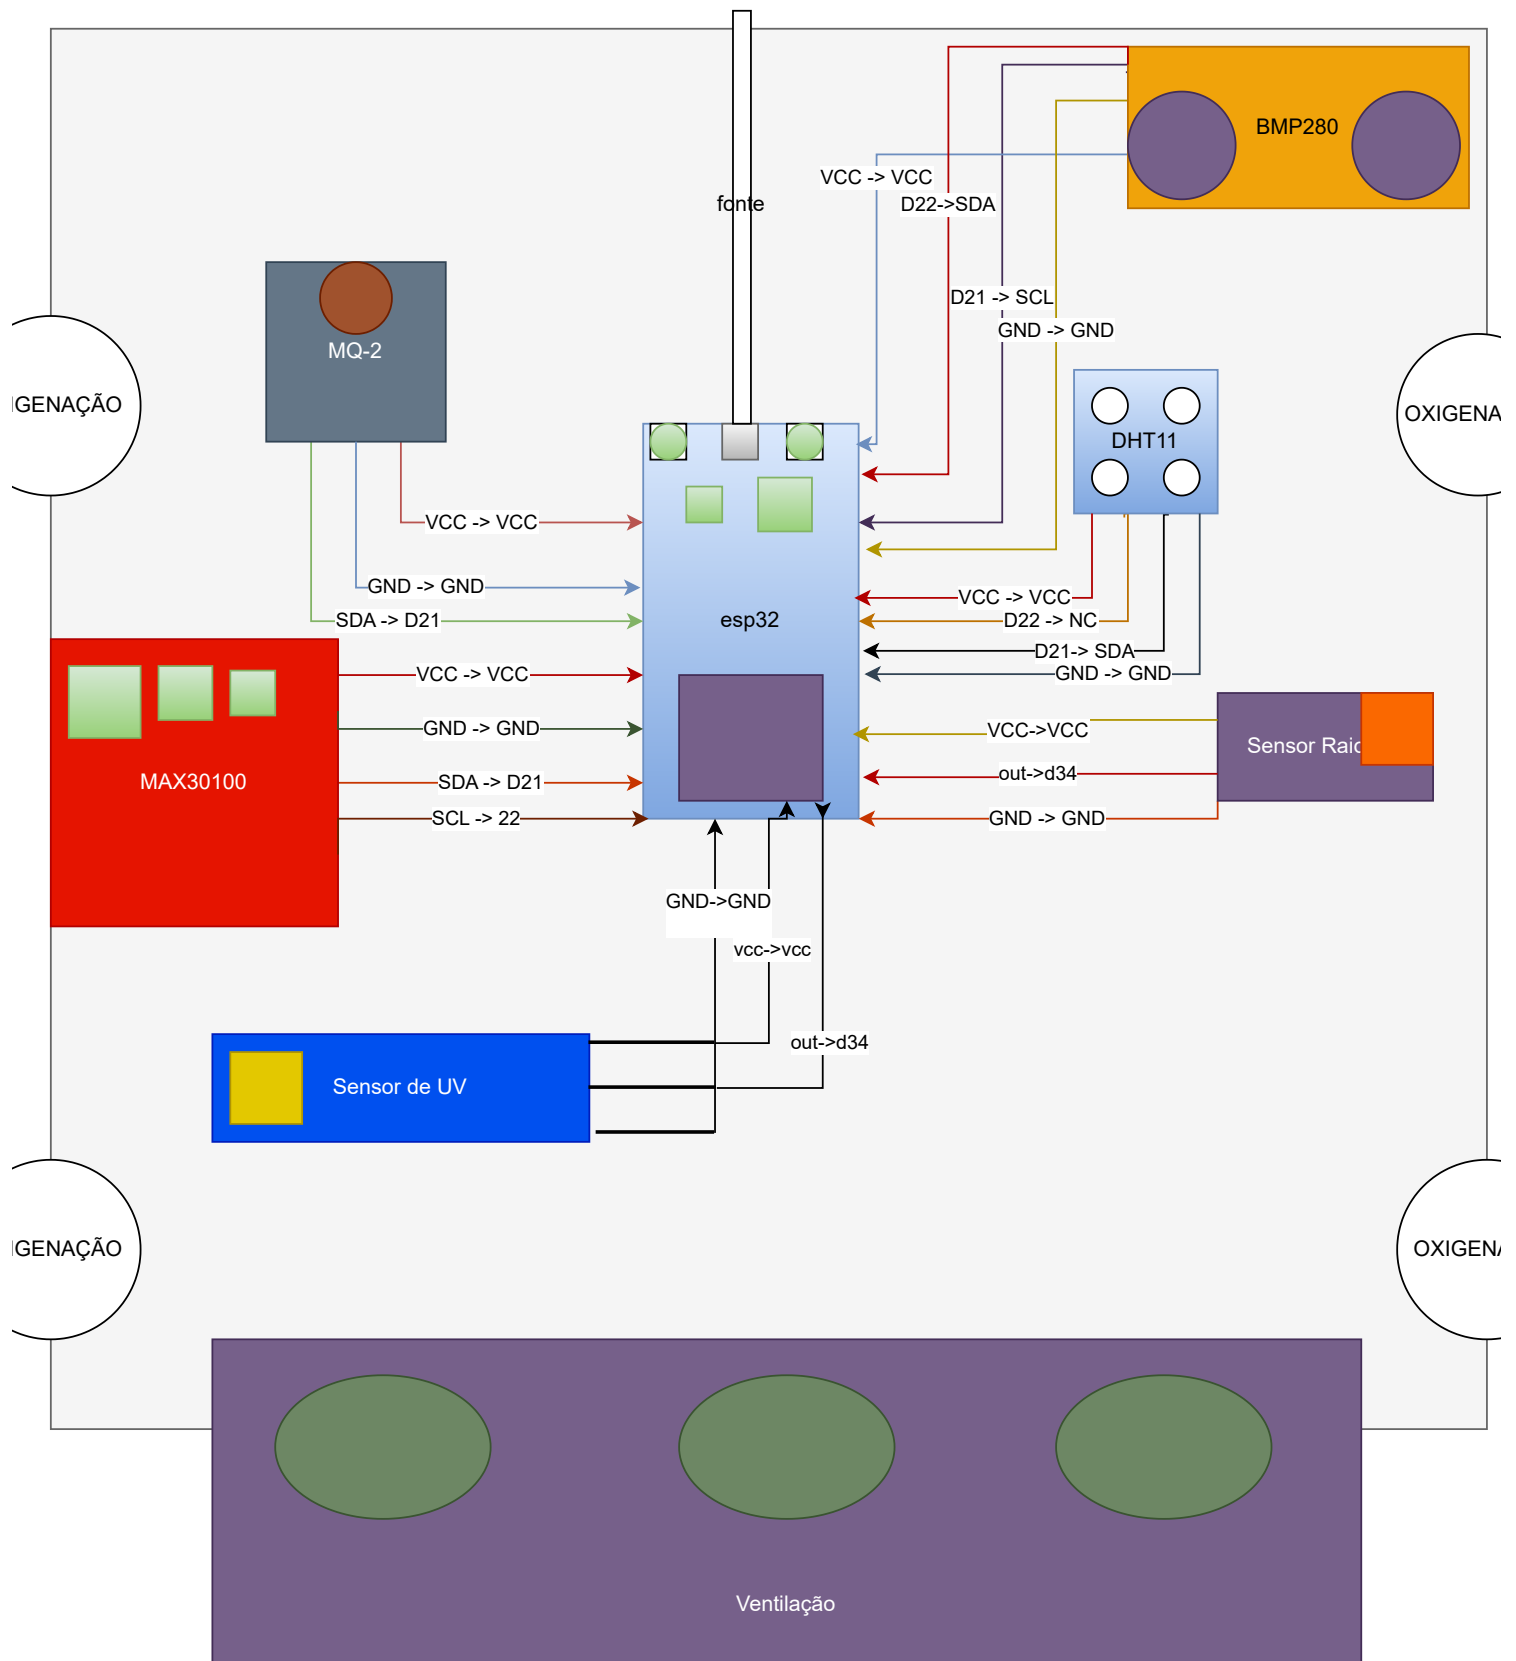 BMP280
VCC -> VCC
fonte
D22->SDA
D21 -> SCL
GND -> GND
MQ-2
IGENAÇÃO
OXIGENA
DHT11
VCC -> VCC
GND -> GND
SDA -> D21
esp32
VCC -> VCC
D22 -> NC
D21-> SDA
GND -> GND
VCC -> VCC
GND -> GND
MAX30100
SDA -> D21
SCL -> 22
VCC->VCC
Sensor Raio
out->d34
GND -> GND
GND->GND
vcc->vcc
out->d34
Sensor de UV
IGENAÇÃO
OXIGENA
Ventilação